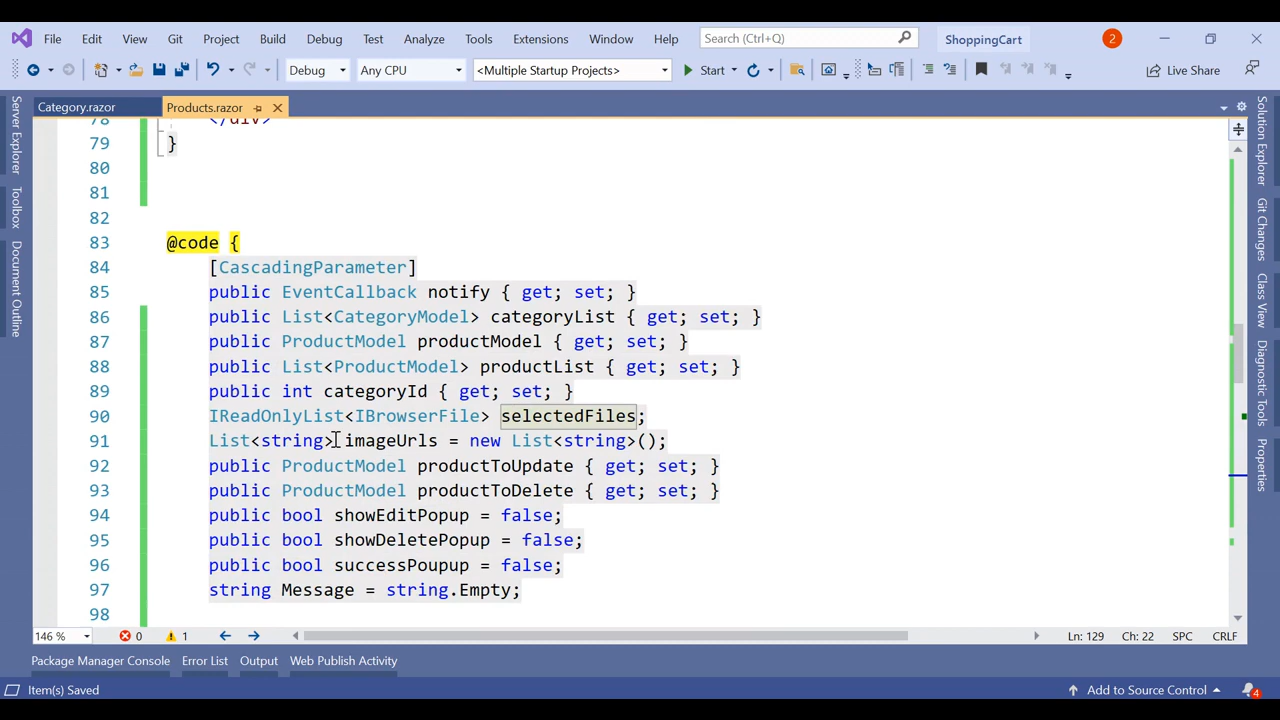 File Edit View Git Project Build Debug Test Analyze Tools Extensions Window Help Search (Ctrl+Q) ShoppingCart 2
Debug Any CPU <Multiple Startup Projects> Start Live Share
Category.razor Products.razor
Server Explorer
Toolbox
Document Outline
78 </div>
79 }
80
81
82
83 @code {
84 [CascadingParameter]
85 public EventCallback notify { get; set; }
86 public List<CategoryModel> categoryList { get; set; }
87 public ProductModel productModel { get; set; }
88 public List<ProductModel> productList { get; set; }
89 public int categoryId { get; set; }
90 IReadOnlyList<IBrowserFile> selectedFiles;
91 List<string> imageUrls = new List<string>();
92 public ProductModel productToUpdate { get; set; }
93 public ProductModel productToDelete { get; set; }
94 public bool showEditPopup = false;
95 public bool showDeletePopup = false;
96 public bool successPoupup = false;
97 string Message = string.Empty;
98
Solution Explorer
Git Changes
Class View
Diagnostic Tools
Properties
146 % 0 1 Ln: 129 Ch: 22 SPC CRLF
Package Manager Console Error List Output Web Publish Activity
Item(s) Saved Add to Source Control 4